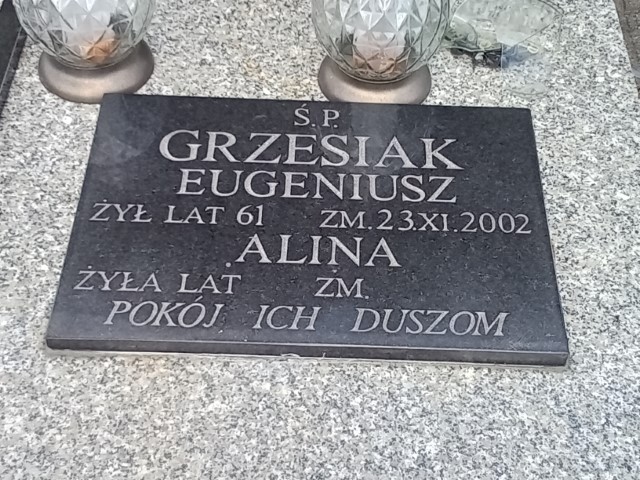 Ś.P.
GRZESIAK
EUGENIUSZ
ŻYŁ LAT 61 ZM. 23.XI.2002
ALINA
ŻYŁA LAT ZM.
POKÓJ ICH DUSZOM